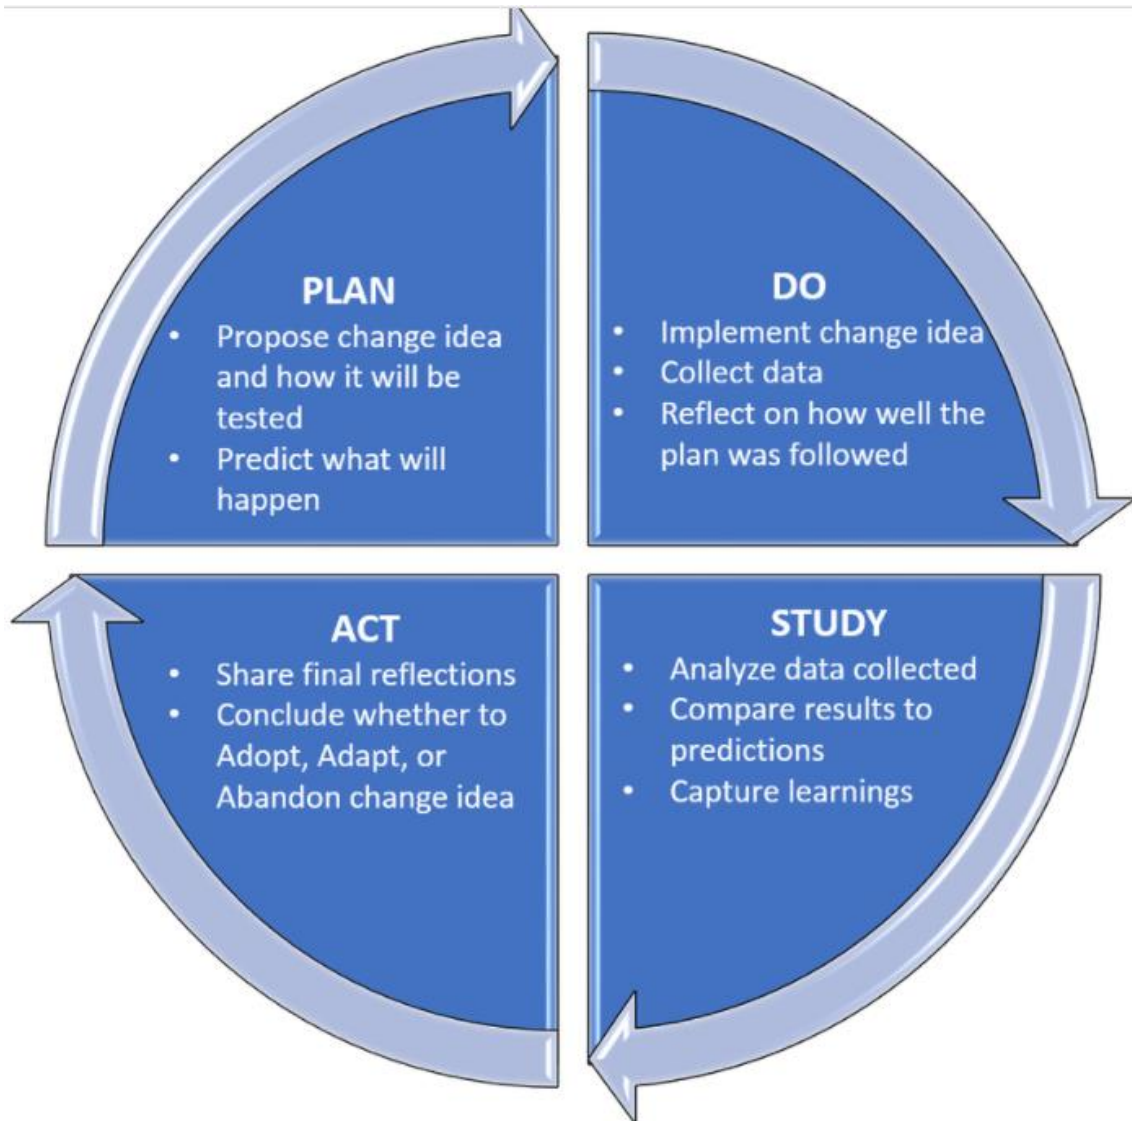 PLAN
• Propose change idea
and how it will be
tested
• Predict what will
happen
DO
• Implement change idea
• Collect data
• Reflect on how well the
plan was followed
STUDY
• Analyze data collected
• Compare results to
predictions
• Capture learnings
ACT
• Share final reflections
• Conclude whether to
Adopt, Adapt, or
Abandon change idea